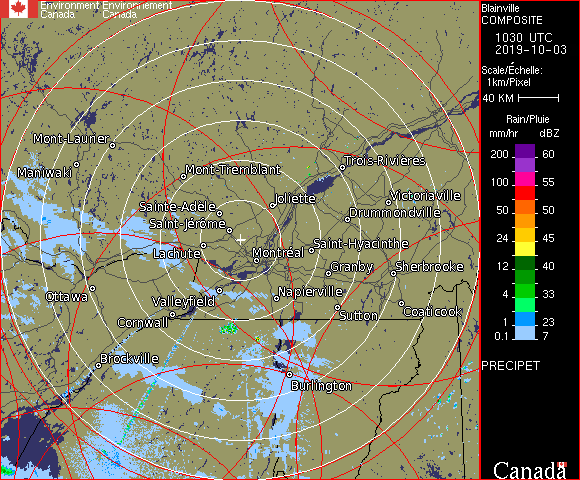 Environment Environnement
Canada Canada
Blainville
COMPOSITE
1030 UTC
2019-10-03
Scale/Échelle:
1km/Pixel
40 KM
Rain/Pluie
mm/hr dBZ
200 60
100 55
50 50
24 45
12 40
4 33
1 23
0.1 7
PRECIPET
Canada
Mont-Laurier
Maniwaki
Mont-Tremblant
Trois-Rivières
Joliette
Victoriaville
Sainte-Adèle
Drummondville
Saint-Jérôme
Saint-Hyacinthe
Lachute
Montréal
Granby
Sherbrooke
Ottawa
Valleyfield
Napierville
Cornwall
Sutton
Coaticook
Brockville
Burlington